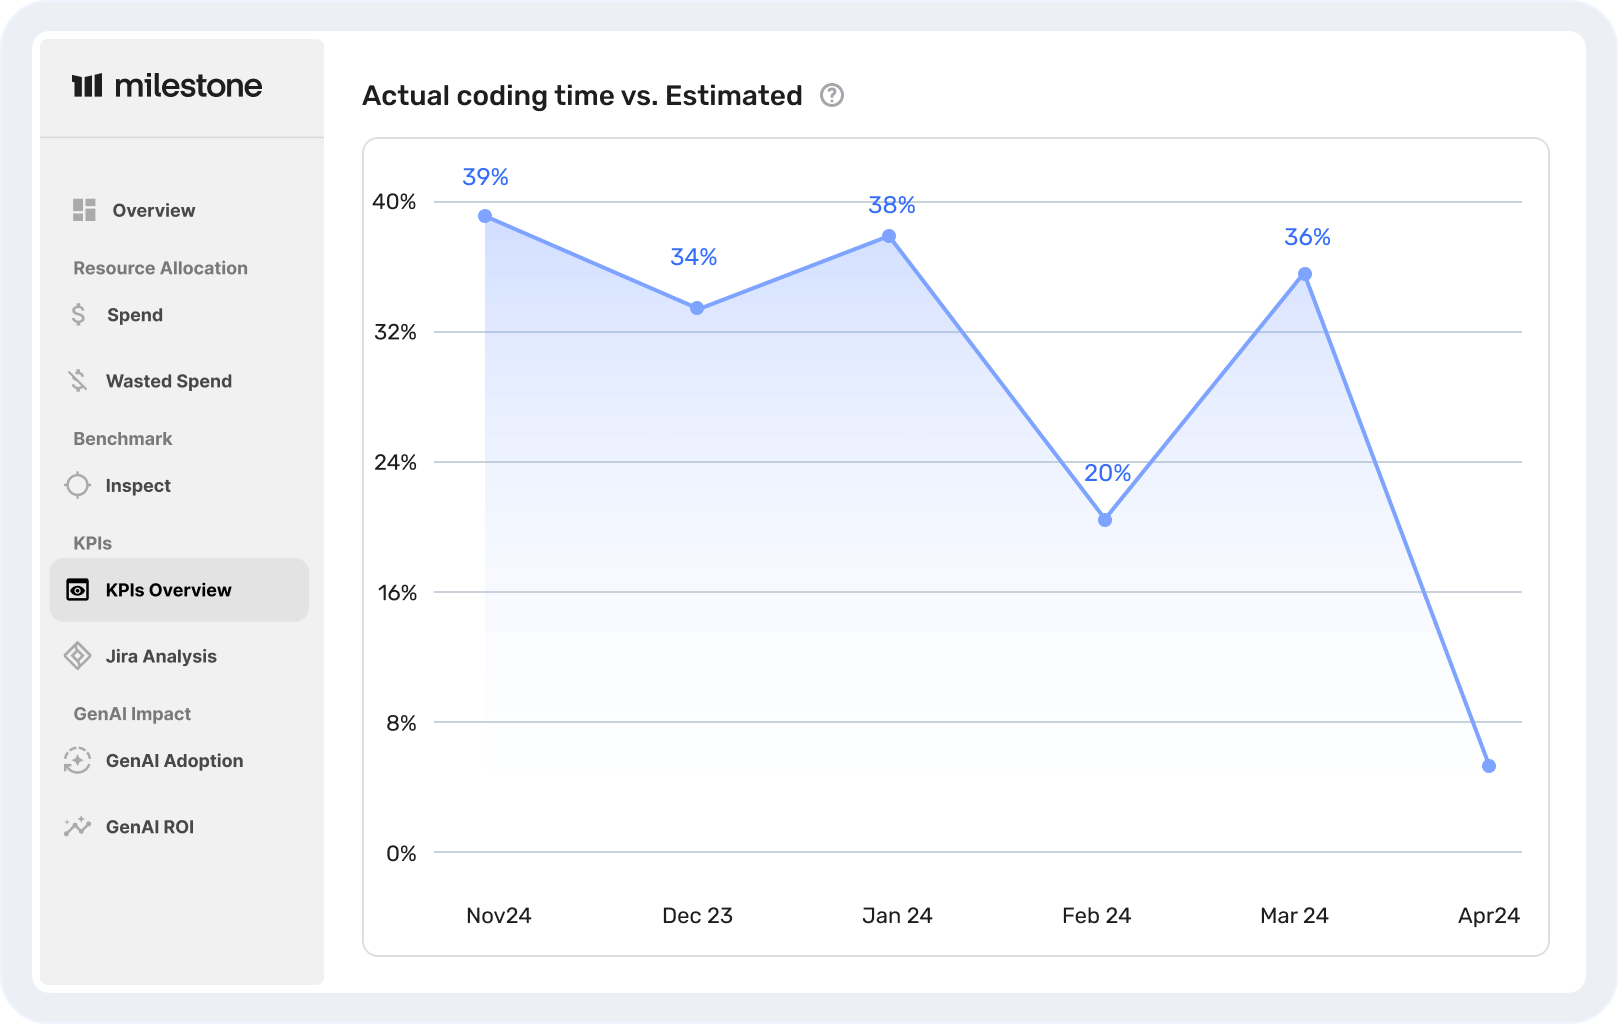 milestone
Overview
Resource Allocation
Spend
Wasted Spend
Benchmark
Inspect
KPIs
KPIs Overview
Jira Analysis
GenAI Impact
GenAI Adoption
GenAI ROI
Actual coding time vs. Estimated ?
39%
40%
38%
36%
34%
32%
24%
20%
16%
8%
0%
Nov24 Dec 23 Jan 24 Feb 24 Mar 24 Apr24